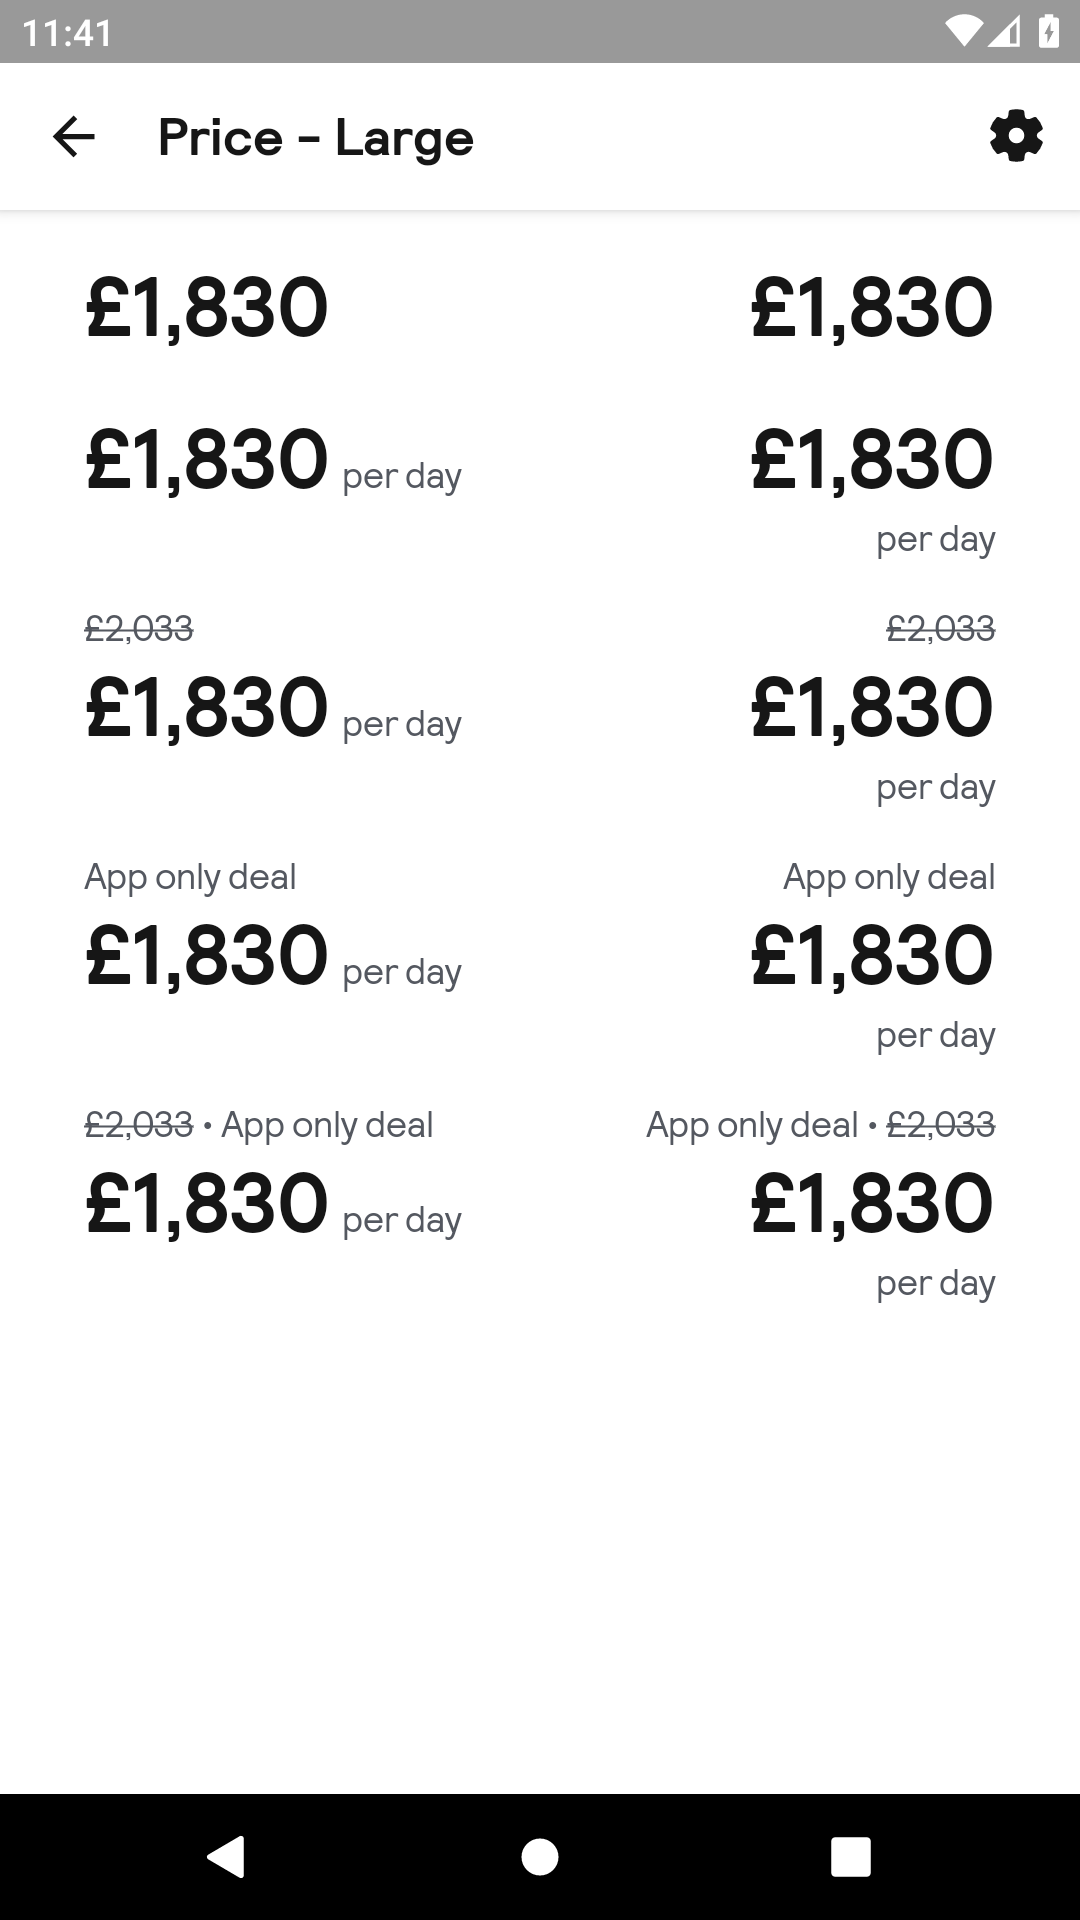 11:41
Price – Large
£1,830 £1,830
£1,830 per day £1,830
per day
£2,033 £2,033
£1,830 per day £1,830
per day
App only deal App only deal
£1,830 per day £1,830
per day
£2,033 • App only deal App only deal • £2,033
£1,830 per day £1,830
per day